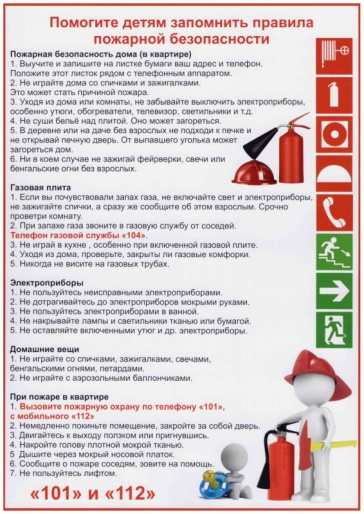 Помогите детям запомнить правила
пожарной безопасности
Пожарная безопасность дома (в квартире)
1. Выучите и запишите на листке бумаги ваш адрес и телефон.
Положите этот листок рядом с телефонным аппаратом.
2. Не играйте дома со спичками и зажигалками.
Это может стать причиной пожара.
3. Уходя из дома или комнаты, не забывайте выключить электроприборы,
особенно утюги, обогреватели, телевизор, светильники и т.д.
4. Не суши бельё над плитой. Оно может загореться.
5. В деревне или на даче без взрослых не подходи к печке и
не открывай печную дверь. От выпавшего уголька может
загореться дом.
6. Ни в коем случае не зажигай фейерверки, свечи или
бенгальские огни без взрослых.
Газовая плита
1. Если вы почувствовали запах газа, не включайте свет и электроприборы,
не зажигайте спички, а сразу же сообщите об этом взрослым. Срочно
проветри комнату.
2. При запахе газа звоните в газовую службу от соседей.
Телефон газовой службы «104».
3. Не играй в кухне , особенно при включенной газовой плите.
4. Уходя из дома, проверьте, закрыты ли газовые комфорки.
5. Никогда не висите на газовых трубах.
Электроприборы
1. Не пользуйтесь неисправными электроприборами.
2. Не дотрагивайтесь до электроприборов мокрыми руками.
3. Не пользуйтесь электроприборами в ванной.
4. Не накрывайте лампы и светильники тканью или бумагой.
5. Не оставляйте включенными утюг и др. электроприборы.
Домашние вещи
1. Не играйте со спичками, зажигалками, свечами,
бенгальскими огнями, петардами.
2. Не играйте с аэрозольными баллончиками.
При пожаре в квартире
1. Вызовите пожарную охрану по телефону «101»,
с мобильного «112»
2. Немедленно покиньте помещение, закройте за собой дверь.
3. Двигайтесь к выходу ползком или пригнувшись.
4. Накройте голову плотной мокрой тканью.
5 Дышите через мокрый носовой платок.
6. Сообщите о пожаре соседям, зовите на помощь.
7. Не пользуйтесь лифтом.
«101» и «112»